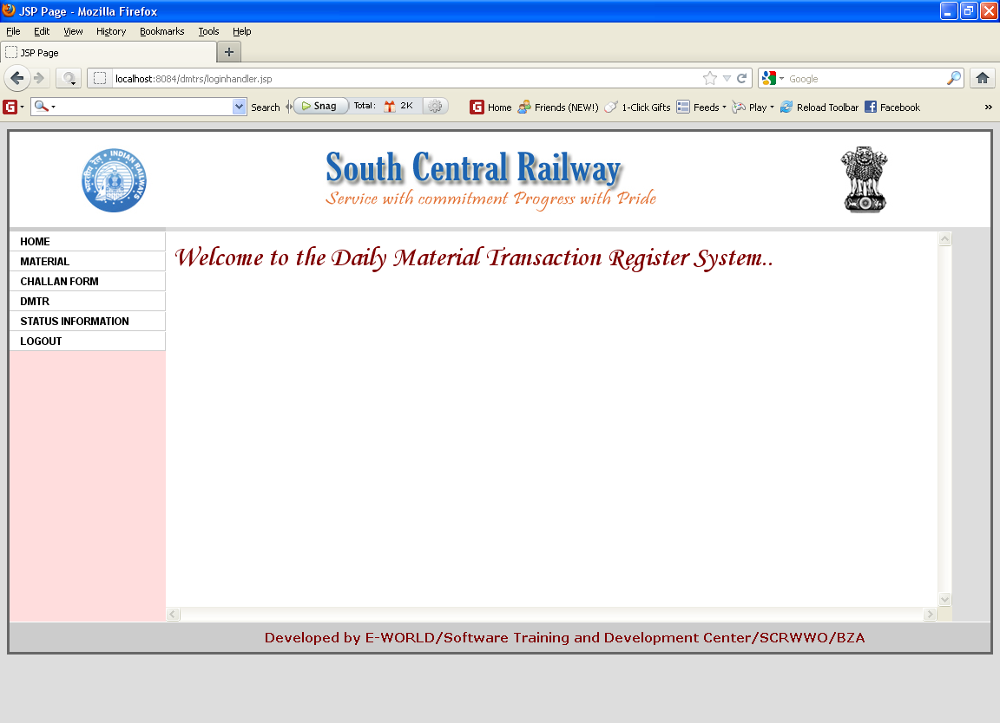 JSP Page - Mozilla Firefox
File Edit View History Bookmarks Tools Help
JSP Page
localhost:8084/dmtrs/loginhandler.jsp
Google
G Search Snag Total: 2K G Home Friends (NEW!) 1-Click Gifts Feeds Play Reload Toolbar Facebook »
INDIAN RAILWAYS
भारतीय रेल
South Central Railway
Service with commitment Progress with Pride
HOME
MATERIAL
CHALLAN FORM
DMTR
STATUS INFORMATION
LOGOUT
Welcome to the Daily Material Transaction Register System..
Developed by E-WORLD/Software Training and Development Center/SCRWWO/BZA